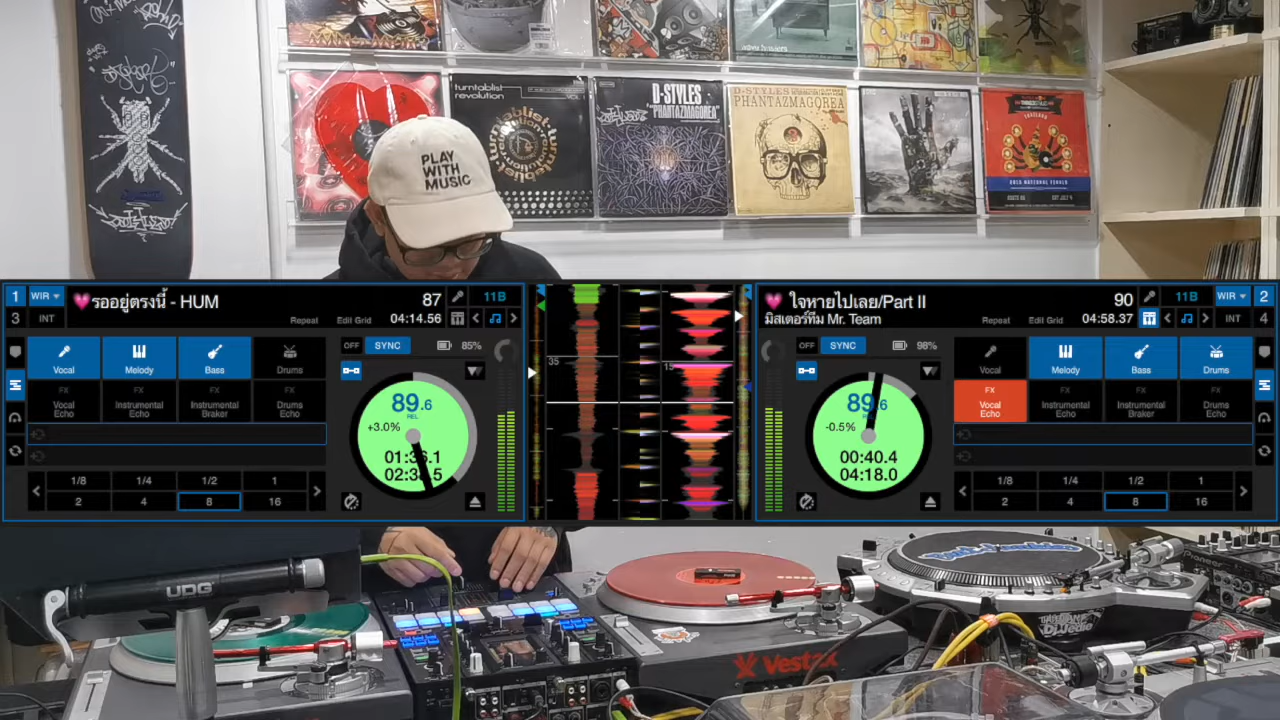 turntablist
revolution
D-STYLES
"PHANTAZMAGOREA"
D-STYLES
PHANTAZMAGOREA
THAILAND
PLAY
WITH
MUSIC
1 WIR 💗รออยู่ตรงนี้ - HUM 87 11B
3 INT Repeat Edit Grid 04:14.56
OFF SYNC 85%
Vocal Melody Bass Drums
FX FX FX FX
Vocal Echo Instrumental Echo Instrumental Braker Drums Echo
89.6
REL
+3.0%
1/8 1/4 1/2 1
2 4 8 16
35
15
💗 ใจหายไปเลย/Part II 90 11B WIR 2
มิสเตอร์ทีม Mr. Team Repeat Edit Grid 04:58.37 INT 4
OFF SYNC 98%
Vocal Melody Bass Drums
FX FX FX FX
Vocal Echo Instrumental Echo Instrumental Braker Drums Echo
89.6
-0.5%
00:40.4
04:18.0
1/8 1/4 1/2 1
2 4 8 16
UDG
Vestax